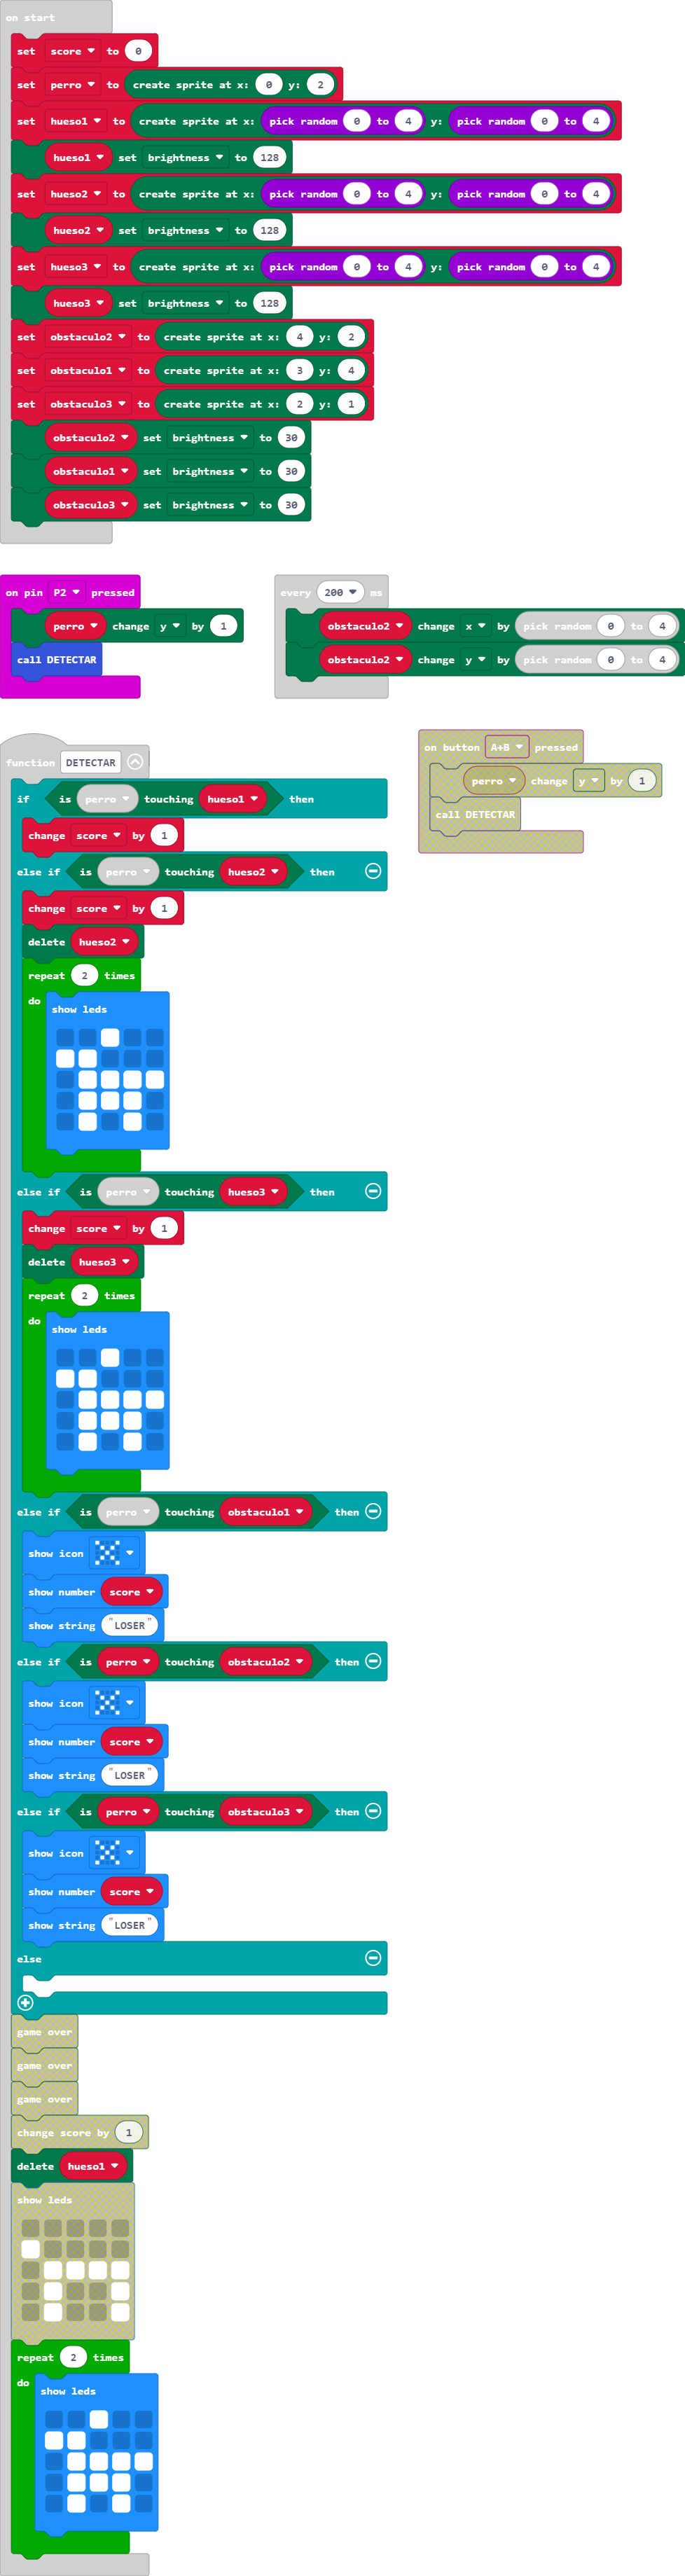 on start
set score to 0
set perro to create sprite at x: 0 y: 2
set hueso1 to create sprite at x: pick random 0 to 4 y: pick random 0 to 4
hueso1 set brightness to 128
set hueso2 to create sprite at x: pick random 0 to 4 y: pick random 0 to 4
hueso2 set brightness to 128
set hueso3 to create sprite at x: pick random 0 to 4 y: pick random 0 to 4
hueso3 set brightness to 128
set obstaculo2 to create sprite at x: 4 y: 2
set obstaculo1 to create sprite at x: 3 y: 4
set obstaculo3 to create sprite at x: 2 y: 1
obstaculo2 set brightness to 30
obstaculo1 set brightness to 30
obstaculo3 set brightness to 30
on pin P2 pressed
perro change y by 1
call DETECTAR
every 200 ms
obstaculo2 change x by pick random 0 to 4
obstaculo2 change y by pick random 0 to 4
on button A+B pressed
perro change y by 1
call DETECTAR
function DETECTAR
if is perro touching hueso1 then
change score by 1
else if is perro touching hueso2 then
change score by 1
delete hueso2
repeat 2 times
do show leds
else if is perro touching hueso3 then
change score by 1
delete hueso3
repeat 2 times
do show leds
else if is perro touching obstaculo1 then
show icon
show number score
show string "LOSER"
else if is perro touching obstaculo2 then
show icon
show number score
show string "LOSER"
else if is perro touching obstaculo3 then
show icon
show number score
show string "LOSER"
else
game over
game over
game over
change score by 1
delete hueso1
show leds
repeat 2 times
do show leds